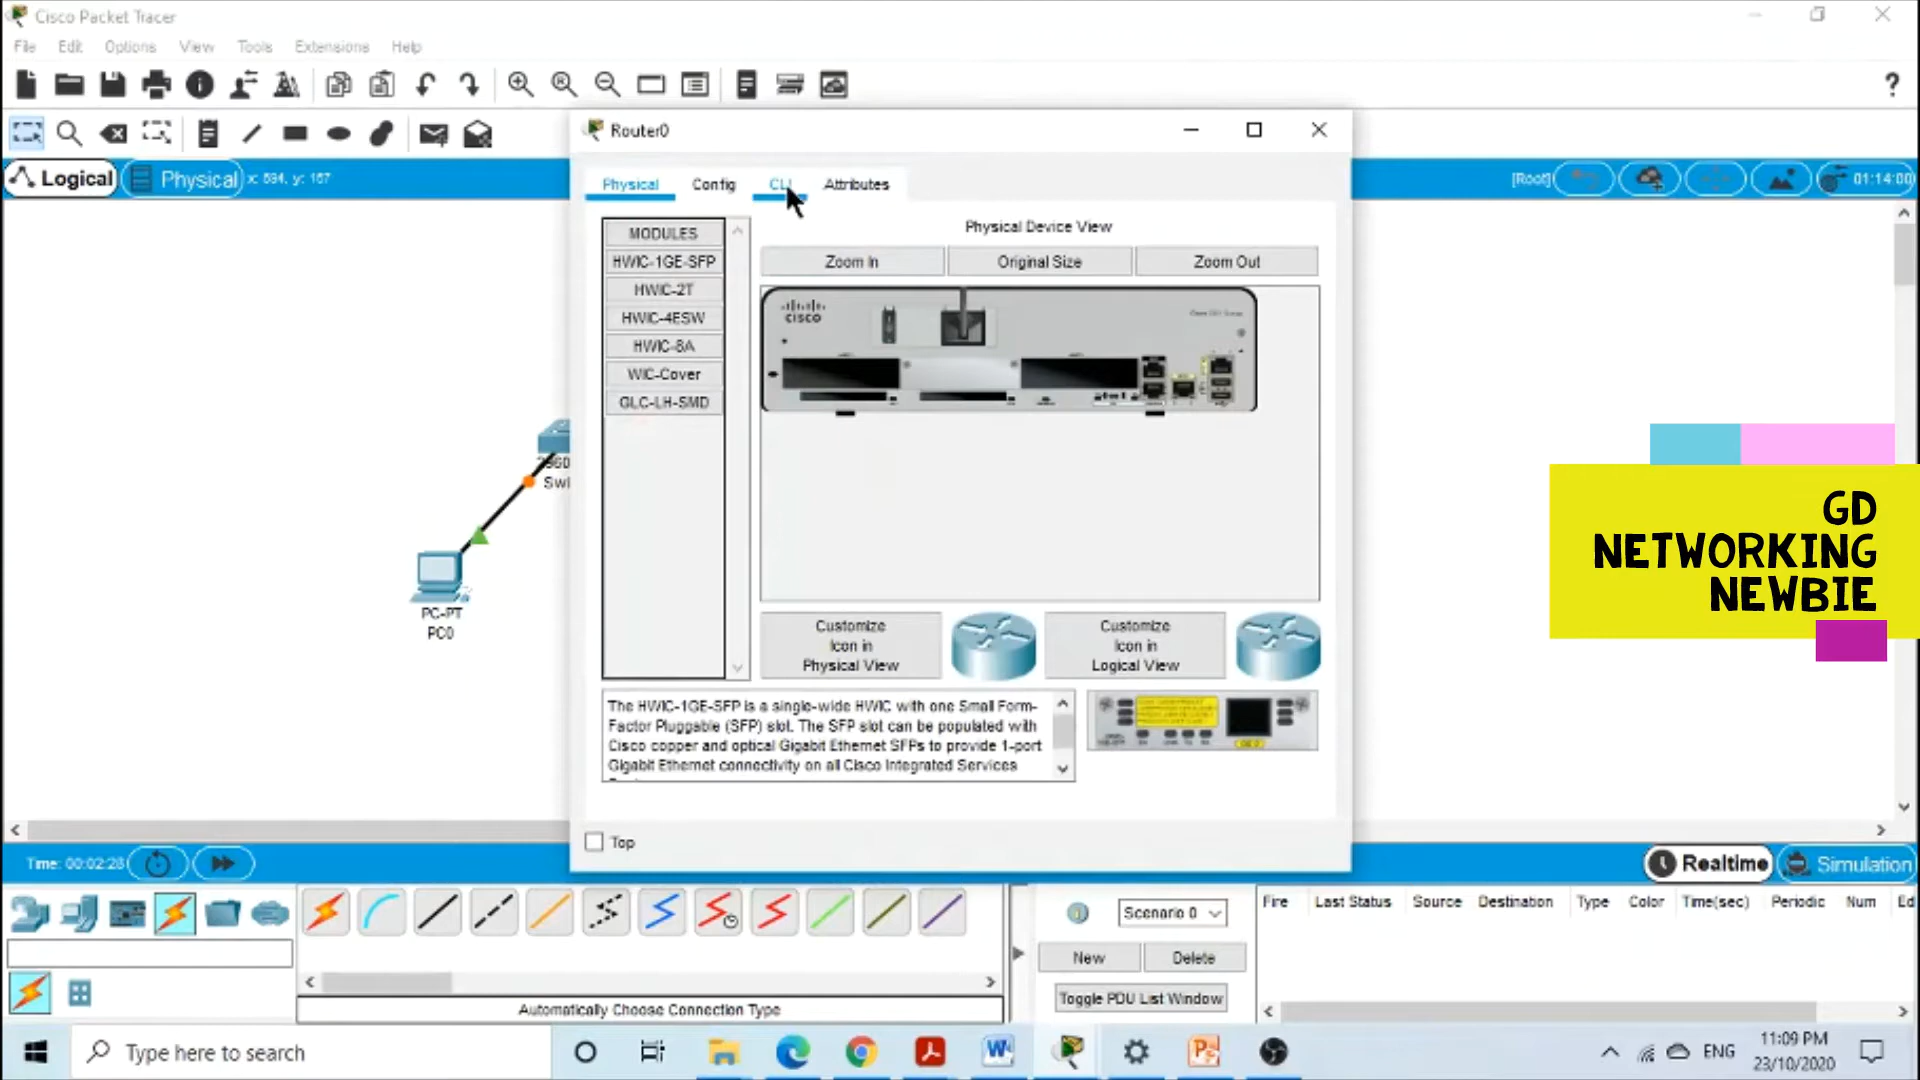 Cisco Packet Tracer
File Edit Options View Tools Extensions Help
?
Router0
Logical
Physical
x: 694, y: 167
[Root]
01:14:00
Physical
Config
CLI
Attributes
MODULES
HWIC-1GE-SFP
HWIC-2T
HWIC-4ESW
HWIC-8A
WIC-Cover
GLC-LH-SMD
Physical Device View
Zoom In
Original Size
Zoom Out
CISCO
Customize
Icon in
Physical View
Customize
Icon in
Logical View
The HWIC-1GE-SFP is a single-wide HWIC with one Small Form-
Factor Pluggable (SFP) slot. The SFP slot can be populated with
Cisco copper and optical Gigabit Ethernet SFPs to provide 1-port
Gigabit Ethernet connectivity on all Cisco Integrated Services
Top
2960
Swi
PC-PT
PC0
GD
NETWORKING
NEWBIE
Time: 00:02:28
Realtime
Simulation
Scenario 0
New
Delete
Toggle PDU List Window
Fire Last Status Source Destination Type Color Time(sec) Periodic Num Ed
Automatically Choose Connection Type
Type here to search
ENG
11:09 PM
23/10/2020